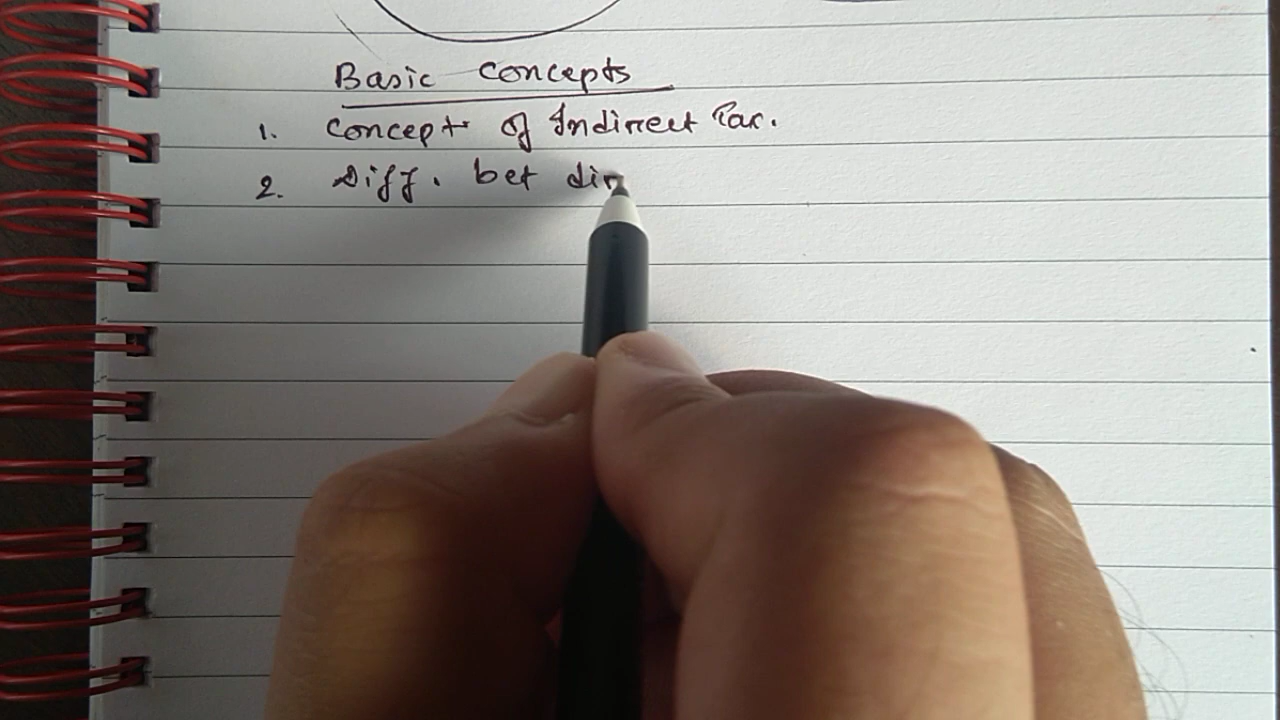 Basic concepts
1. Concept of Indirect Tax.
2. Diff. bet dir